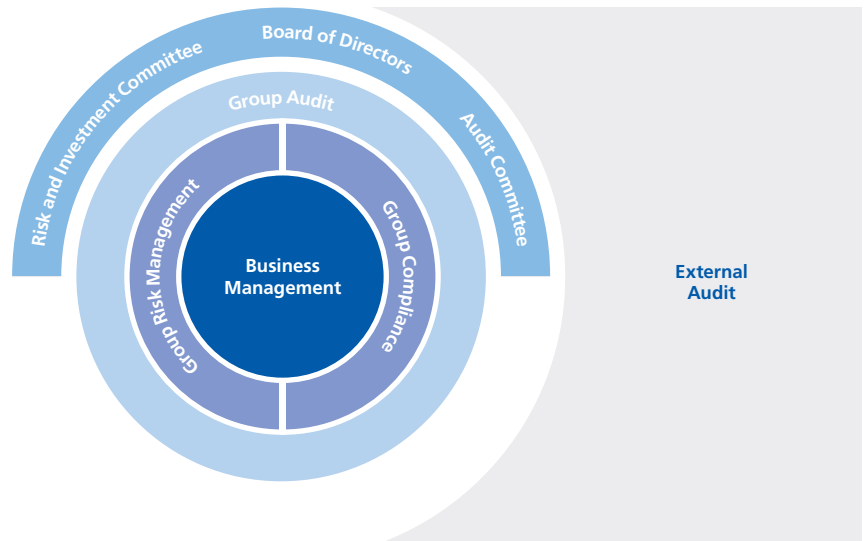 Board of Directors
Risk and Investment Committee
Audit Committee
Group Audit
Group Risk Management
Group Compliance
Business
Management
External
Audit